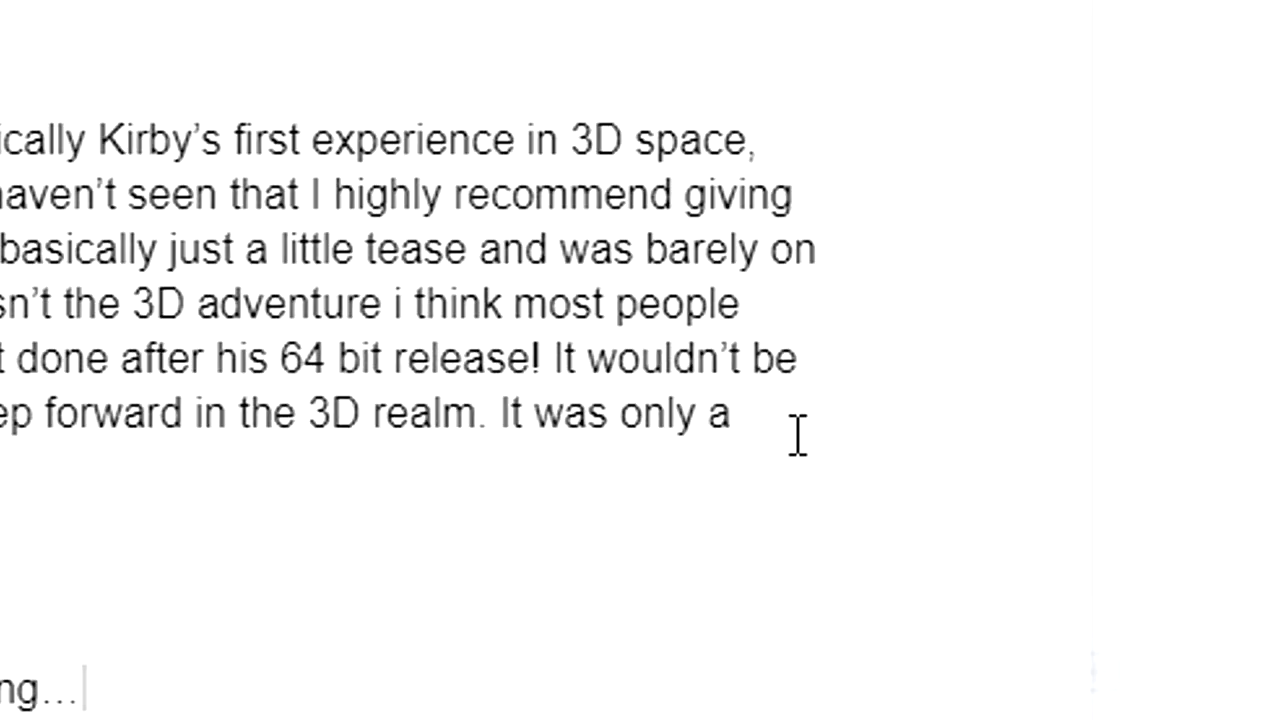 ically Kirby’s first experience in 3D space,
haven’t seen that I highly recommend giving
basically just a little tease and was barely on
sn’t the 3D adventure i think most people
t done after his 64 bit release! It wouldn’t be
ep forward in the 3D realm. It was only a
ng...